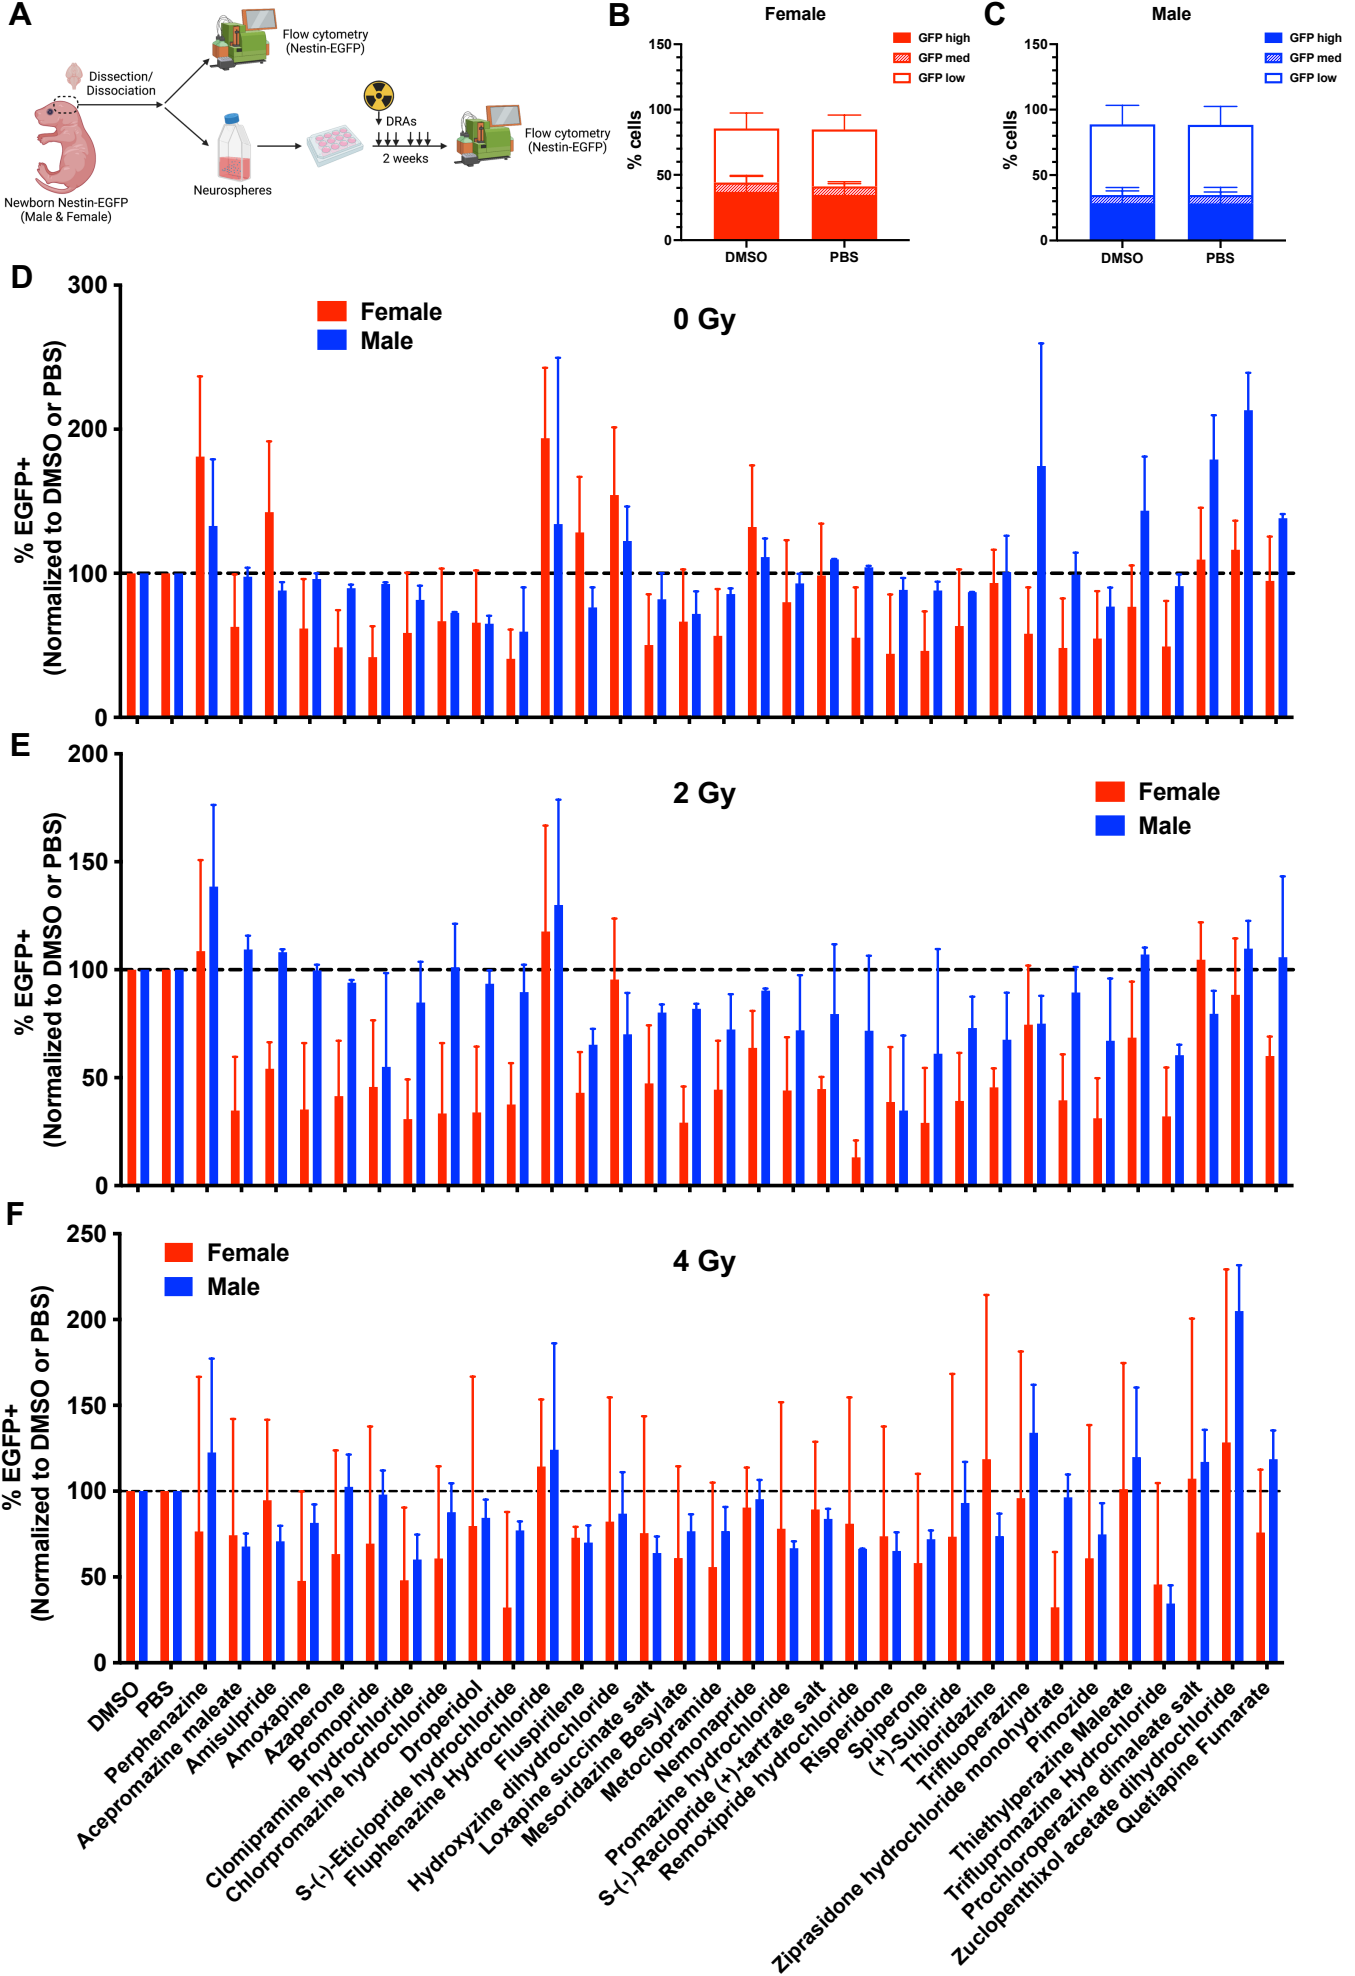 A
Flow cytometry
(Nestin-EGFP)
Dissection/
Dissociation
DRAs
2 weeks
Flow cytometry
(Nestin-EGFP)
Neurospheres
Newborn Nestin-EGFP
(Male & Female)
B
Female
GFP high
GFP med
GFP low
% cells
150
100
50
0
DMSO
PBS
C
Male
GFP high
GFP med
GFP low
% cells
150
100
50
0
DMSO
PBS
D
0 Gy
Female
Male
% EGFP+
(Normalized to DMSO or PBS)
300
200
100
0
E
2 Gy
Female
Male
% EGFP+
(Normalized to DMSO or PBS)
200
150
100
50
0
F
4 Gy
Female
Male
% EGFP+
(Normalized to DMSO or PBS)
250
200
150
100
50
0
DMSO
PBS
Perphenazine
Acepromazine maleate
Amisulpride
Amoxapine
Azaperone
Bromopride
Clomipramine hydrochloride
Chlorpromazine hydrochloride
Droperidol
S-(-)-Eticlopride hydrochloride
Fluphenazine Hydrochloride
Fluspirilene
Hydroxyzine dihydrochloride
Loxapine succinate salt
Mesoridazine Besylate
Metoclopramide
Nemonapride
Promazine hydrochloride
S-(-)-Raclopride (+)-tartrate salt
Remoxipride hydrochloride
Risperidone
Spiperone
(+)-Sulpiride
Thioridazine
Trifluoperazine
Ziprasidone hydrochloride monohydrate
Pimozide
Thiethylperazine Maleate
Triflupromazine Hydrochloride
Prochloroperazine dimaleate salt
Zuclopenthixol acetate dihydrochloride
Quetiapine Fumarate